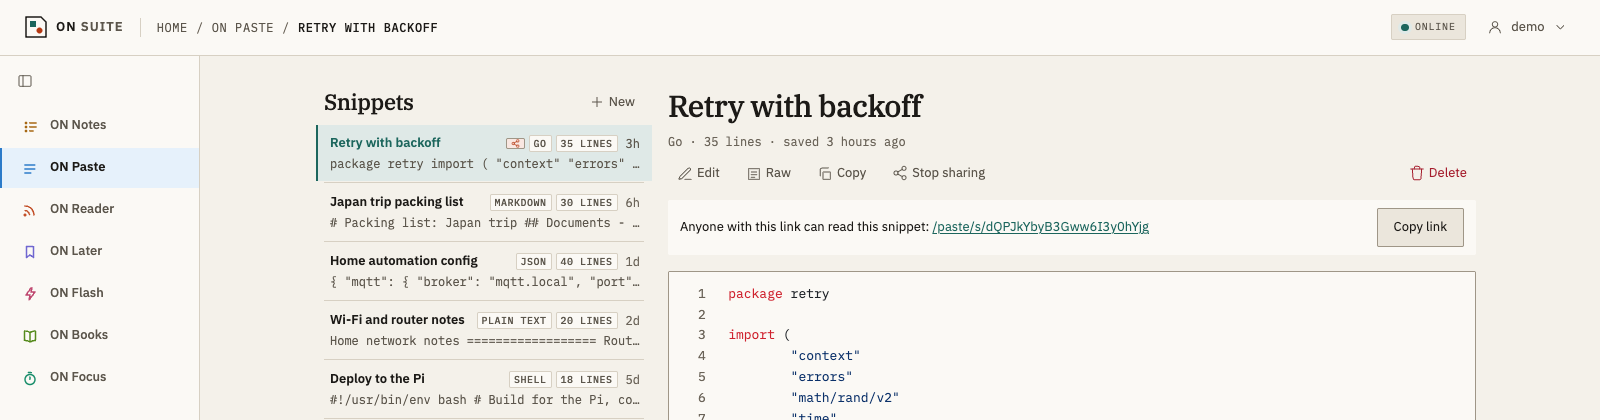 ON SUITE
HOME / ON PASTE / RETRY WITH BACKOFF
ONLINE
demo
ON Notes
ON Paste
ON Reader
ON Later
ON Flash
ON Books
ON Focus
Snippets
New
Retry with backoff GO 35 LINES 3h
package retry import ( "context" "errors" …
Japan trip packing list MARKDOWN 30 LINES 6h
# Packing list: Japan trip ## Documents - …
Home automation config JSON 40 LINES 1d
{ "mqtt": { "broker": "mqtt.local", "port"…
Wi-Fi and router notes PLAIN TEXT 20 LINES 2d
Home network notes ================== Rout…
Deploy to the Pi SHELL 18 LINES 5d
#!/usr/bin/env bash # Build for the Pi, co…
Retry with backoff
Go · 35 lines · saved 3 hours ago
Edit Raw Copy Stop sharing Delete
Anyone with this link can read this snippet: /paste/s/dQPJkYbyB3Gww6I3y0hYjg
Copy link
1 package retry
2
3 import (
4 "context"
5 "errors"
6 "math/rand/v2"
7 "time"